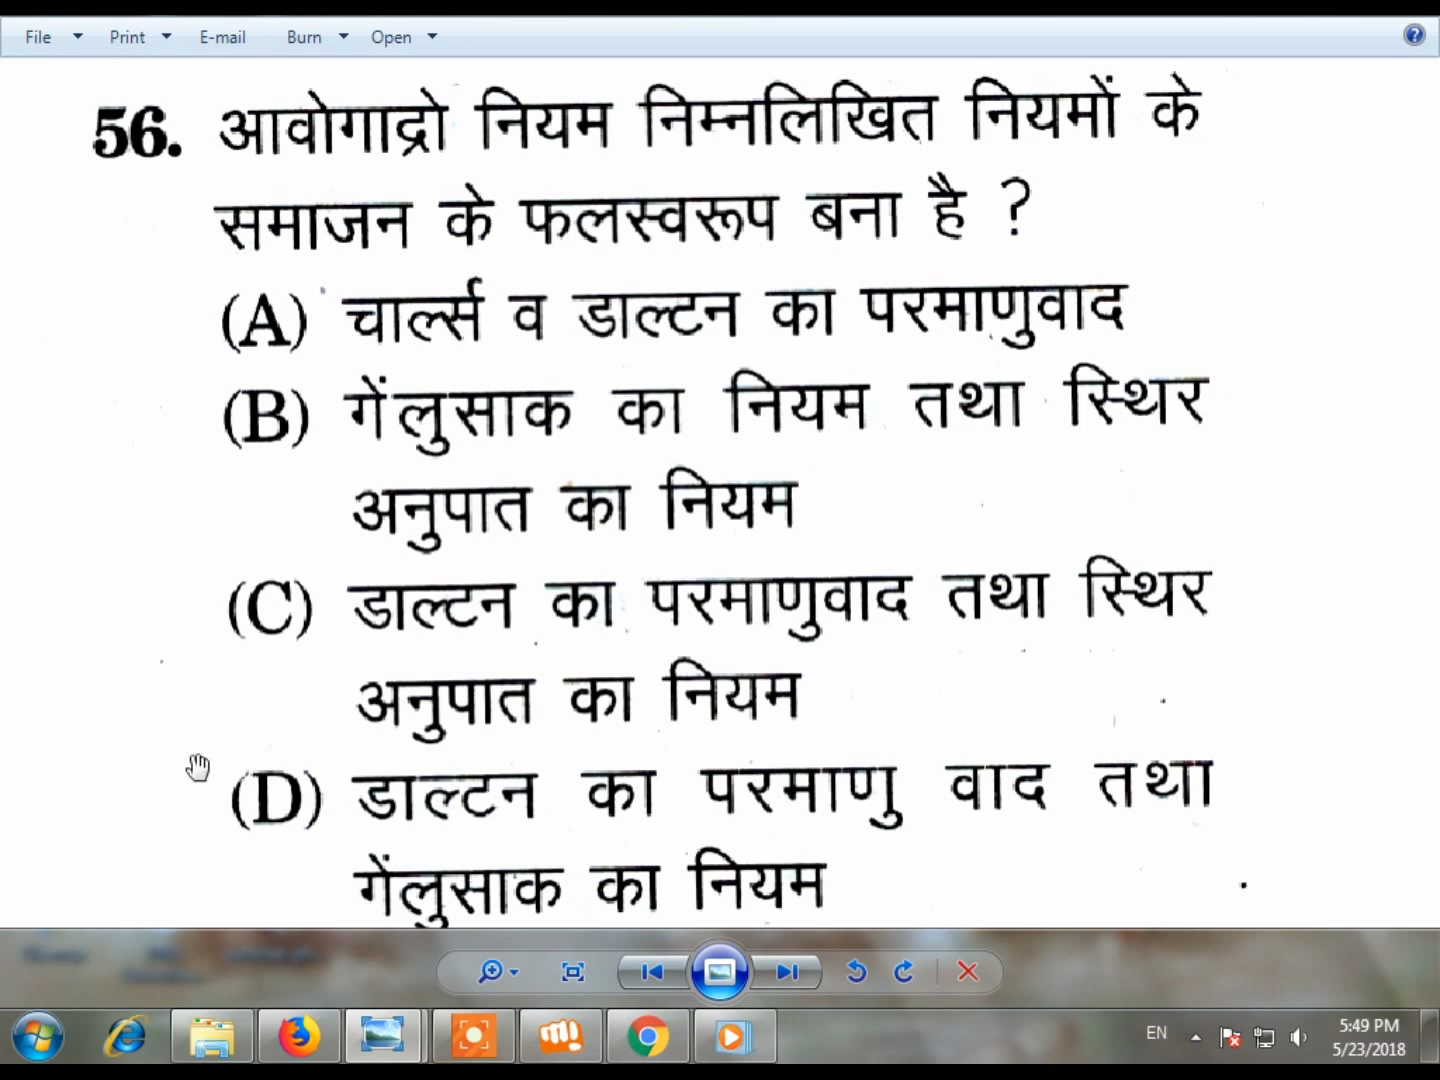 File Print E-mail Burn Open
56. आवोगाद्रो नियम निम्नलिखित नियमों के
समाजन के फलस्वरूप बना है ?
(A) चार्ल्स व डाल्टन का परमाणुवाद
(B) गेंलुसाक का नियम तथा स्थिर
अनुपात का नियम
(C) डाल्टन का परमाणुवाद तथा स्थिर
अनुपात का नियम
(D) डाल्टन का परमाणु वाद तथा
गेंलुसाक का नियम
EN 5:49 PM
5/23/2018